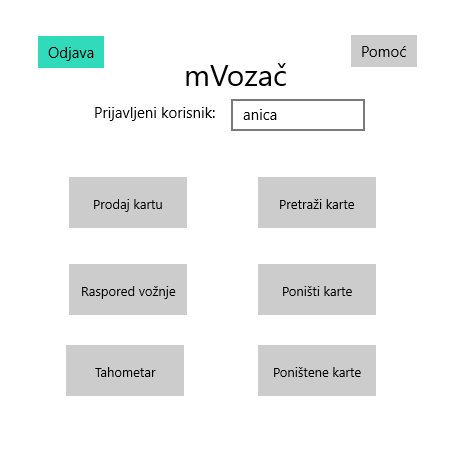 Odjava
Pomoć
mVozač
Prijavljeni korisnik: anica
Prodaj kartu
Pretraži karte
Raspored vožnje
Poništi karte
Tahometar
Poništene karte